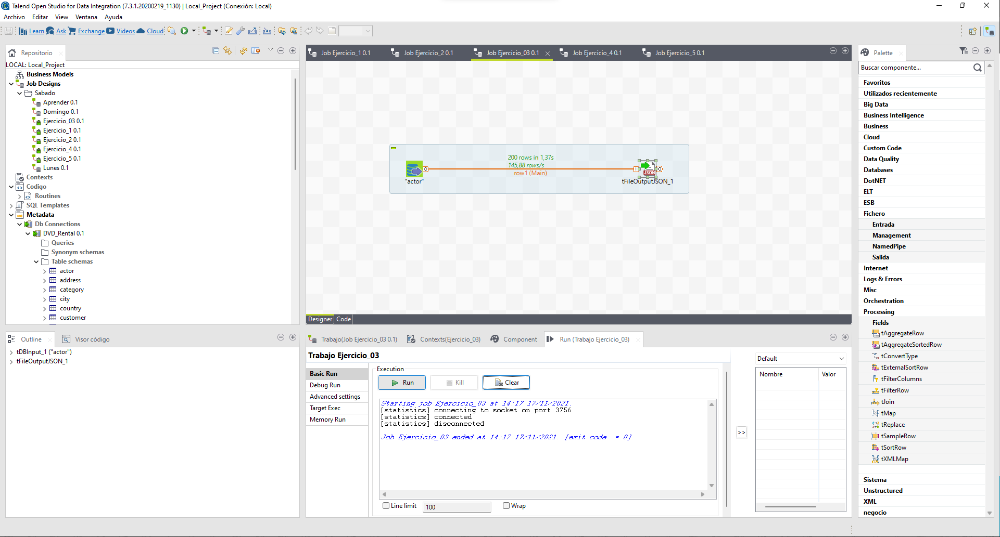 Talend Open Studio for Data Integration (7.3.1.20200219_1130) | Local_Project (Conexión: Local)
Archivo Editar View Ventana Ayuda
Learn Ask Exchange Videos Cloud
Repositorio
LOCAL: Local_Project
Business Models
Job Designs
Sabado
Aprender 0.1
Domingo 0.1
Ejercicio_03 0.1
Ejercicio_1 0.1
Ejercicio_2 0.1
Ejercicio_4 0.1
Ejercicio_5 0.1
Lunes 0.1
Contexts
Codigo
Routines
SQL Templates
Metadata
Db Connections
DVD_Rental 0.1
Queries
Synonym schemas
Table schemas
actor
address
category
city
country
customer
Outline Visor código
tDBInput_1 ("actor")
tFileOutputJSON_1
Job Ejercicio_1 0.1 Job Ejercicio_2 0.1 Job Ejercicio_03 0.1 Job Ejercicio_4 0.1 Job Ejercicio_5 0.1
200 rows in 1,37s
145,88 rows/s
row1 (Main)
"actor"
JSON
tFileOutputJSON_1
Designer Code
Trabajo(Job Ejercicio_03 0.1) Contexts(Ejercicio_03) Component Run (Trabajo Ejercicio_03)
Trabajo Ejercicio_03
Basic Run
Debug Run
Advanced settings
Target Exec
Memory Run
Execution
Run Kill Clear
Starting job Ejercicio_03 at 14:17 17/11/2021.
[statistics] connecting to socket on port 3756
[statistics] connected
[statistics] disconnected
Job Ejercicio_03 ended at 14:17 17/11/2021. [exit code  = 0]
Line limit 100 Wrap
>>
Default
Nombre Valor
Palette
Buscar componente...
Favoritos
Utilizados recientemente
Big Data
Business Intelligence
Business
Cloud
Custom Code
Data Quality
Databases
DotNET
ELT
ESB
Fichero
Entrada
Management
NamedPipe
Salida
Internet
Logs & Errors
Misc
Orchestration
Processing
Fields
tAggregateRow
tAggregateSortedRow
tConvertType
tExternalSortRow
tFilterColumns
tFilterRow
tJoin
tMap
tReplace
tSampleRow
tSortRow
tXMLMap
Sistema
Unstructured
XML
negocio